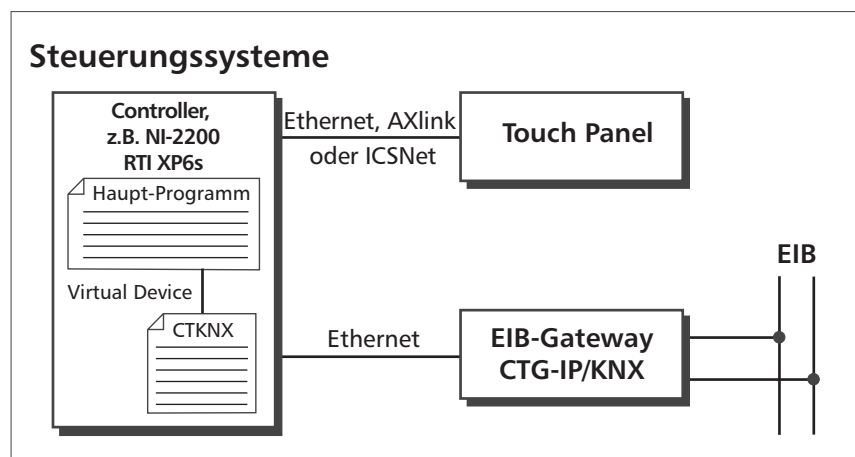 Steuerungssysteme
Controller,
z.B. NI-2200
RTI XP6s
Haupt-Programm
Virtual Device
CTKNX
Ethernet, AXlink
oder ICSNet
Touch Panel
Ethernet
EIB-Gateway
CTG-IP/KNX
EIB